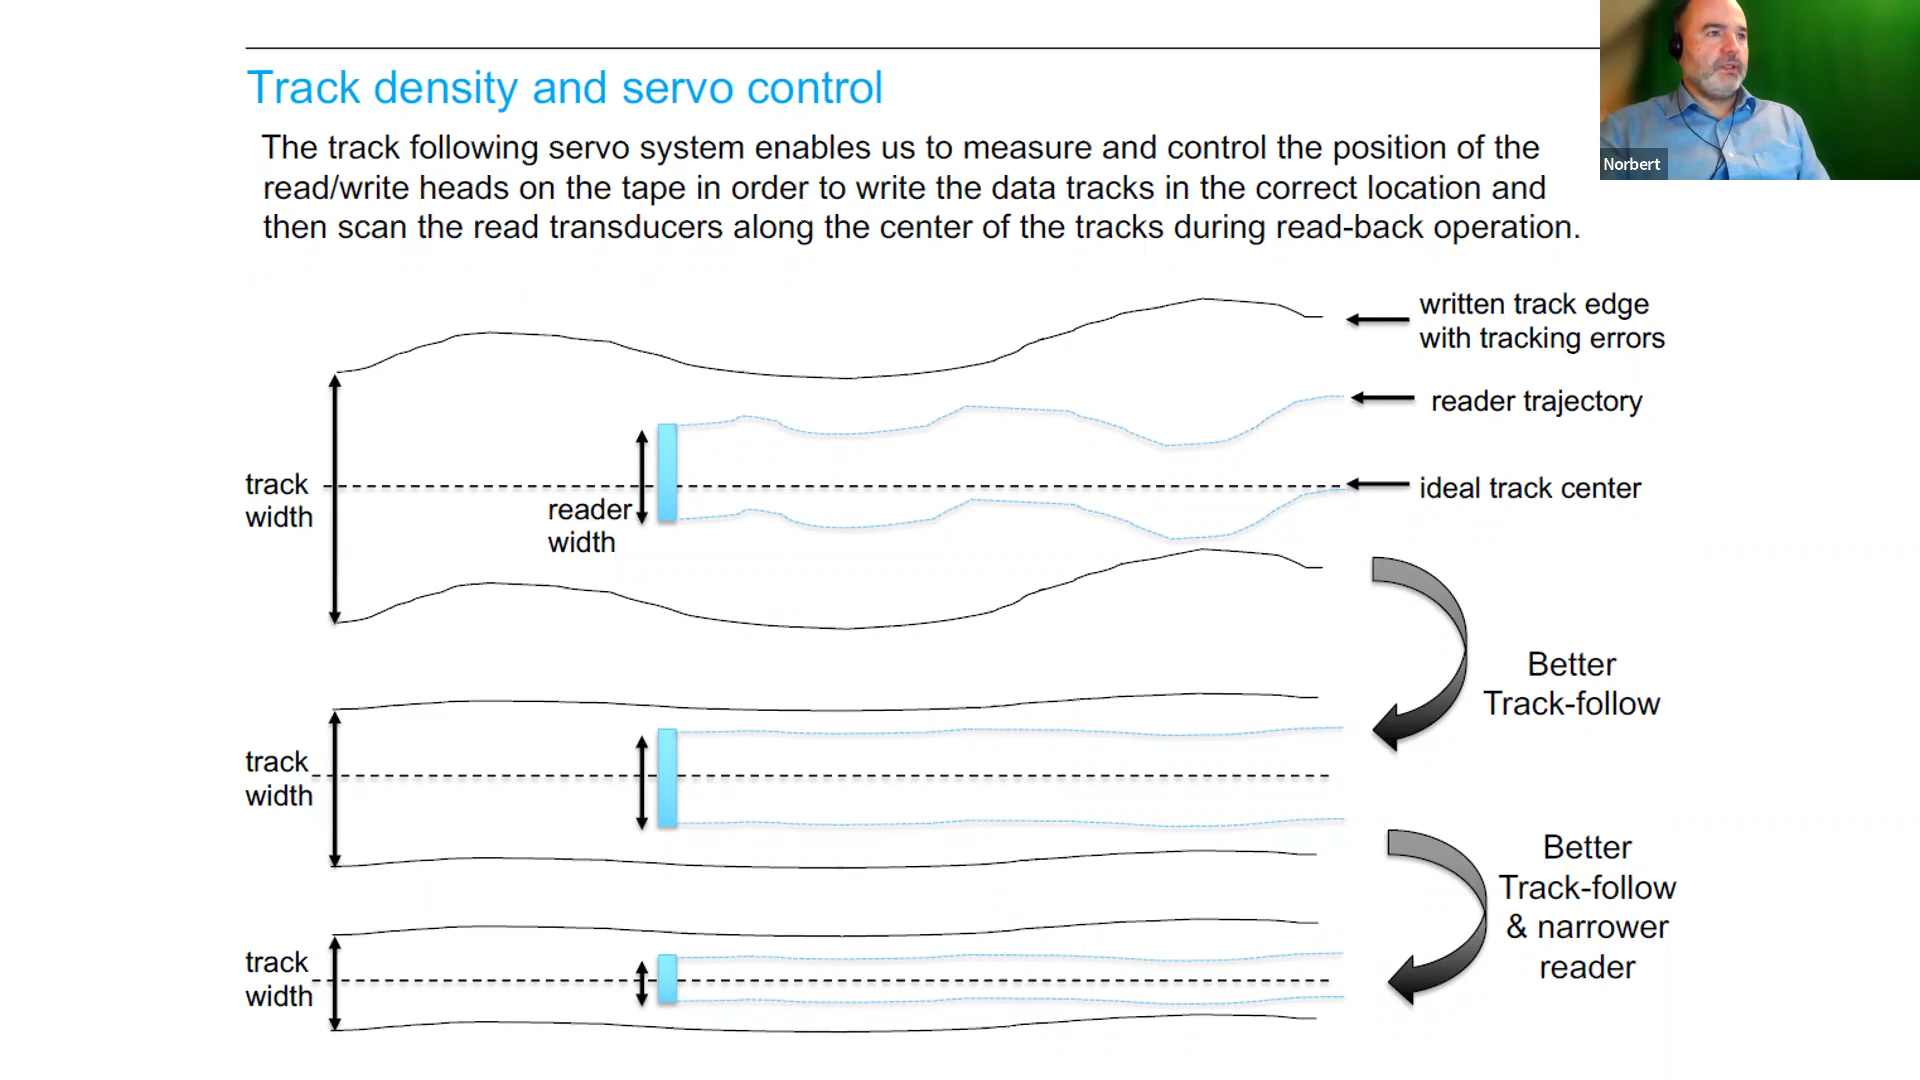 Track density and servo control
Norbert
The track following servo system enables us to measure and control the position of the
read/write heads on the tape in order to write the data tracks in the correct location and
then scan the read transducers along the center of the tracks during read-back operation.
written track edge
with tracking errors
reader trajectory
ideal track center
track
width
reader
width
Better
Track-follow
track
width
Better
Track-follow
& narrower
reader
track
width